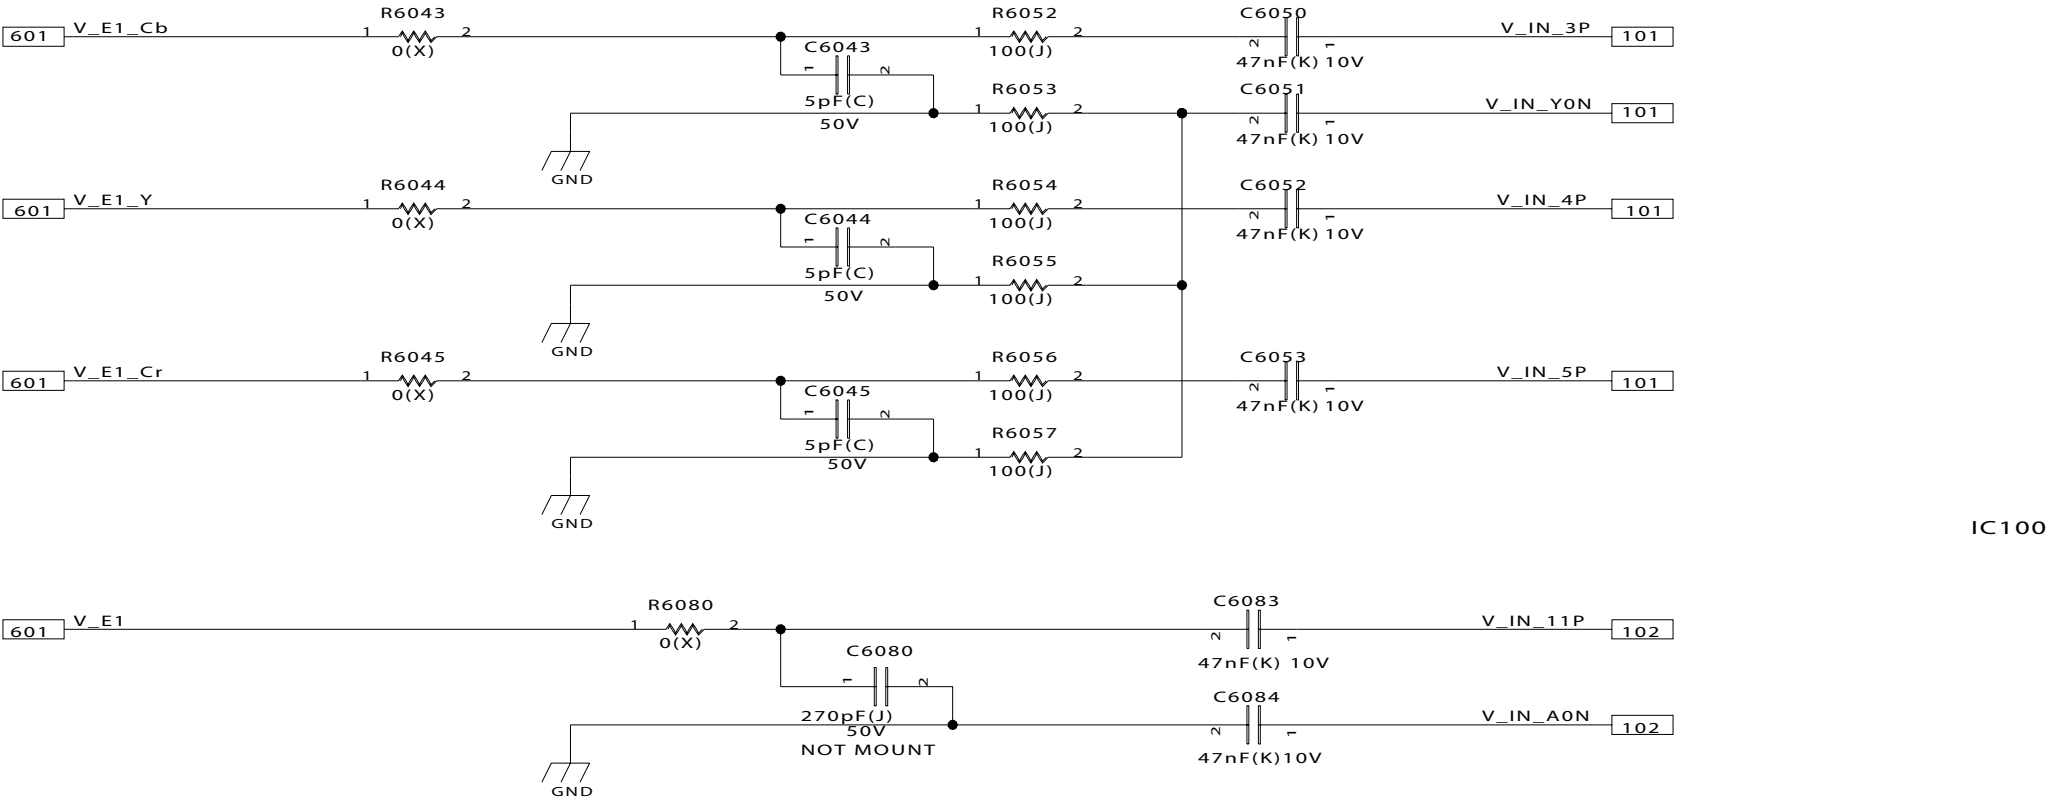 R6043 R6052 C6050
601 V_E1_Cb 1 2 1 2 2 1 V_IN_3P 101
0(X) C6043 100(J) 47nF(K) 10V
1 2
5pF(C) R6053 C6051
50V 1 2 2 1 V_IN_Y0N 101
100(J) 47nF(K) 10V
GND
R6044 R6054 C6052
601 V_E1_Y 1 2 1 2 2 1 V_IN_4P 101
0(X) C6044 100(J) 47nF(K) 10V
1 2
5pF(C) R6055
50V 1 2
100(J)
GND
R6045 R6056 C6053
601 V_E1_Cr 1 2 1 2 2 1 V_IN_5P 101
0(X) C6045 100(J) 47nF(K) 10V
1 2
5pF(C) R6057
50V 1 2
100(J)
GND
IC100
R6080 C6083
601 V_E1 1 2 2 1 V_IN_11P 102
0(X) C6080 47nF(K) 10V
1 2
270pF(J) C6084
50V 2 1 V_IN_A0N 102
NOT MOUNT 47nF(K) 10V
GND